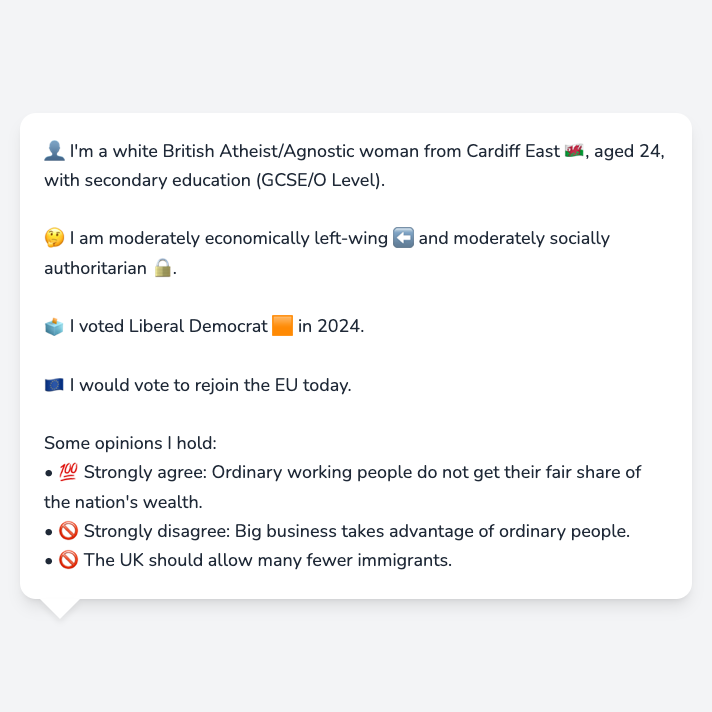 👤 I'm a white British Atheist/Agnostic woman from Cardiff East 🏴󠁧󠁢󠁷󠁬󠁳󠁿, aged 24,
with secondary education (GCSE/O Level).
🤔 I am moderately economically left-wing ⬅️ and moderately socially
authoritarian 🔒.
🗳️ I voted Liberal Democrat 🟧 in 2024.
🇪🇺 I would vote to rejoin the EU today.
Some opinions I hold:
• 💯 Strongly agree: Ordinary working people do not get their fair share of
the nation's wealth.
• 🚫 Strongly disagree: Big business takes advantage of ordinary people.
• 🚫 The UK should allow many fewer immigrants.